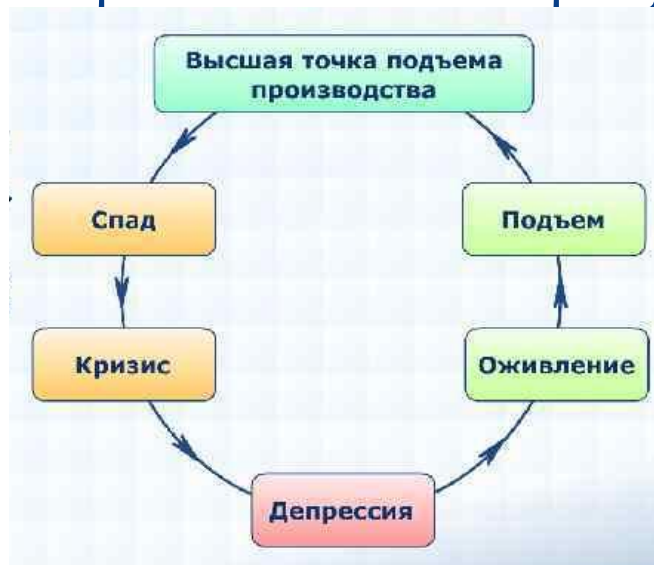 Высшая точка подъема
производства
Спад
Подъем
Кризис
Оживление
Депрессия